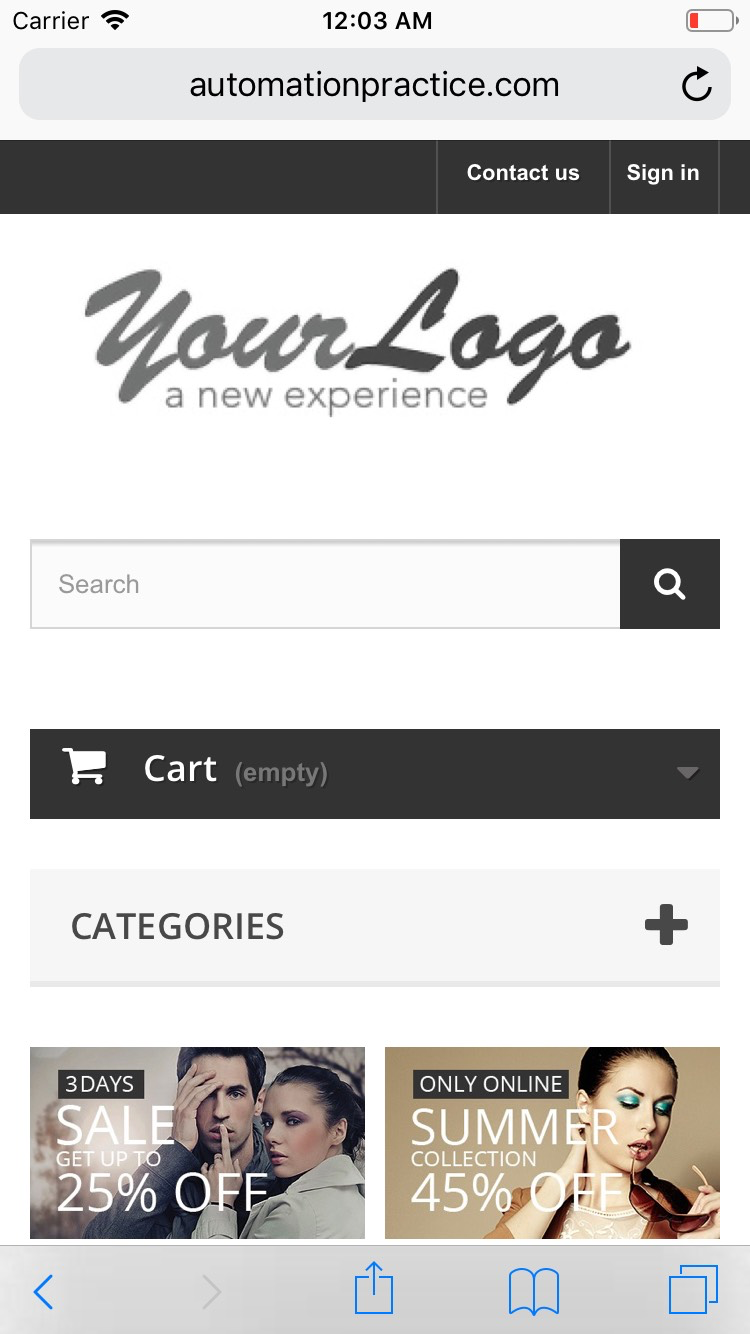 Carrier 12:03 AM
automationpractice.com
Contact us Sign in
YourLogo
a new experience
Search
Cart (empty)
CATEGORIES
3 DAYS
SALE
GET UP TO
25% OFF
ONLY ONLINE
SUMMER
COLLECTION
45% OFF